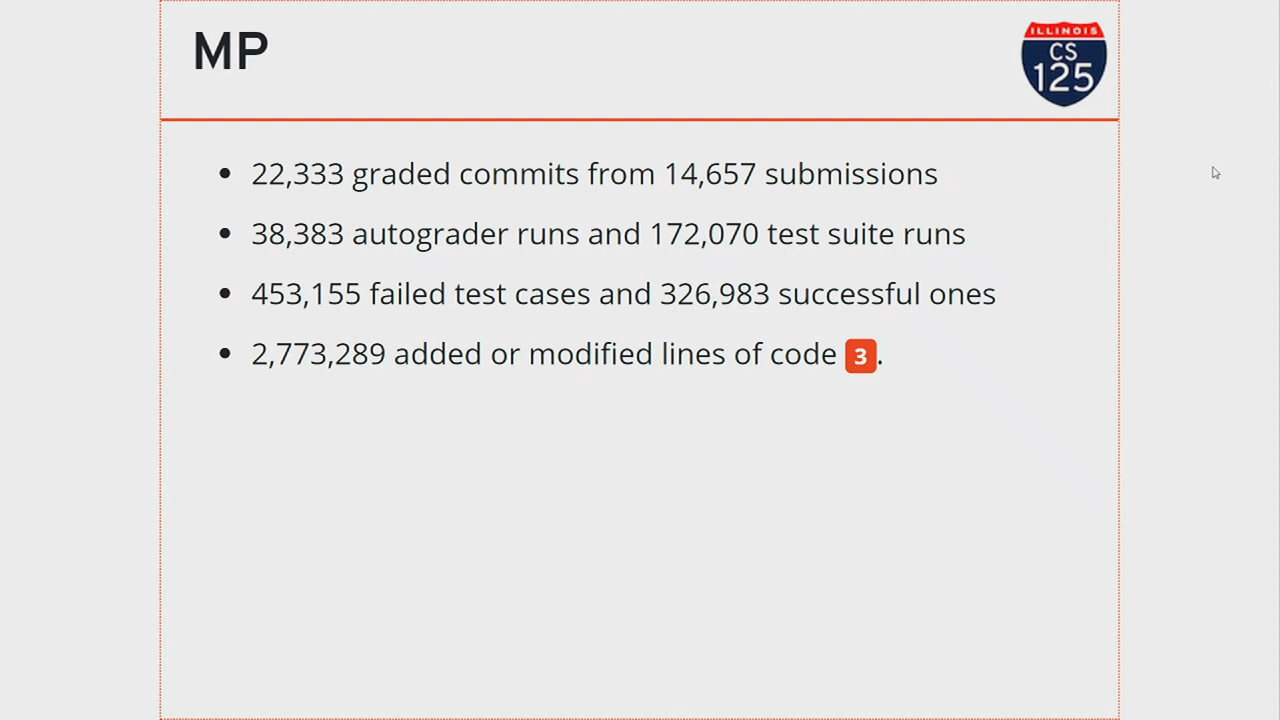 MP
ILLINOIS
CS
125
• 22,333 graded commits from 14,657 submissions
• 38,383 autograder runs and 172,070 test suite runs
• 453,155 failed test cases and 326,983 successful ones
• 2,773,289 added or modified lines of code 3.